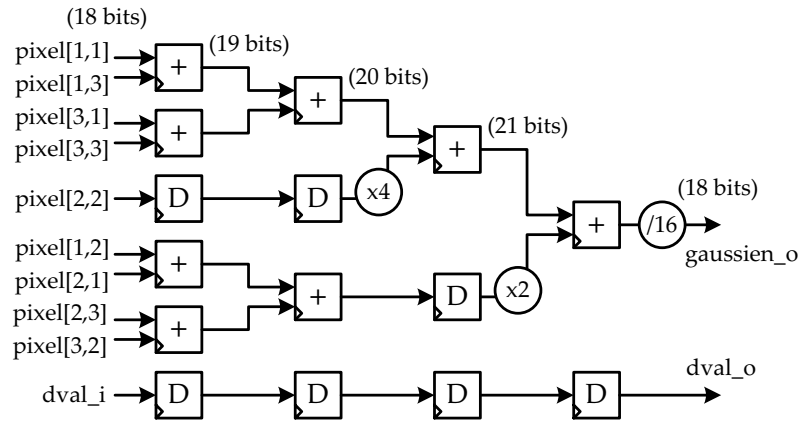 (18 bits)
pixel[1,1]
pixel[1,3]
+
(19 bits)
pixel[3,1]
pixel[3,3]
+
+
(20 bits)
+
(21 bits)
pixel[2,2]
D
D
x4
+
(18 bits)
/16
gaussien_o
pixel[1,2]
pixel[2,1]
+
pixel[2,3]
pixel[3,2]
+
+
D
x2
dval_i
D
D
D
D
dval_o